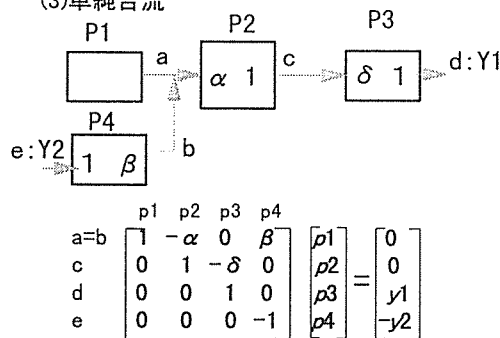 (3)単純合流
P1 P2 P3
a c d:Y1
α 1 δ 1
P4
e:Y2 1 β b
p1 p2 p3 p4
a=b 1 -α 0 β p1 0
c 0 1 -δ 0 p2 = 0
d 0 0 1 0 p3 y1
e 0 0 0 -1 p4 -y2